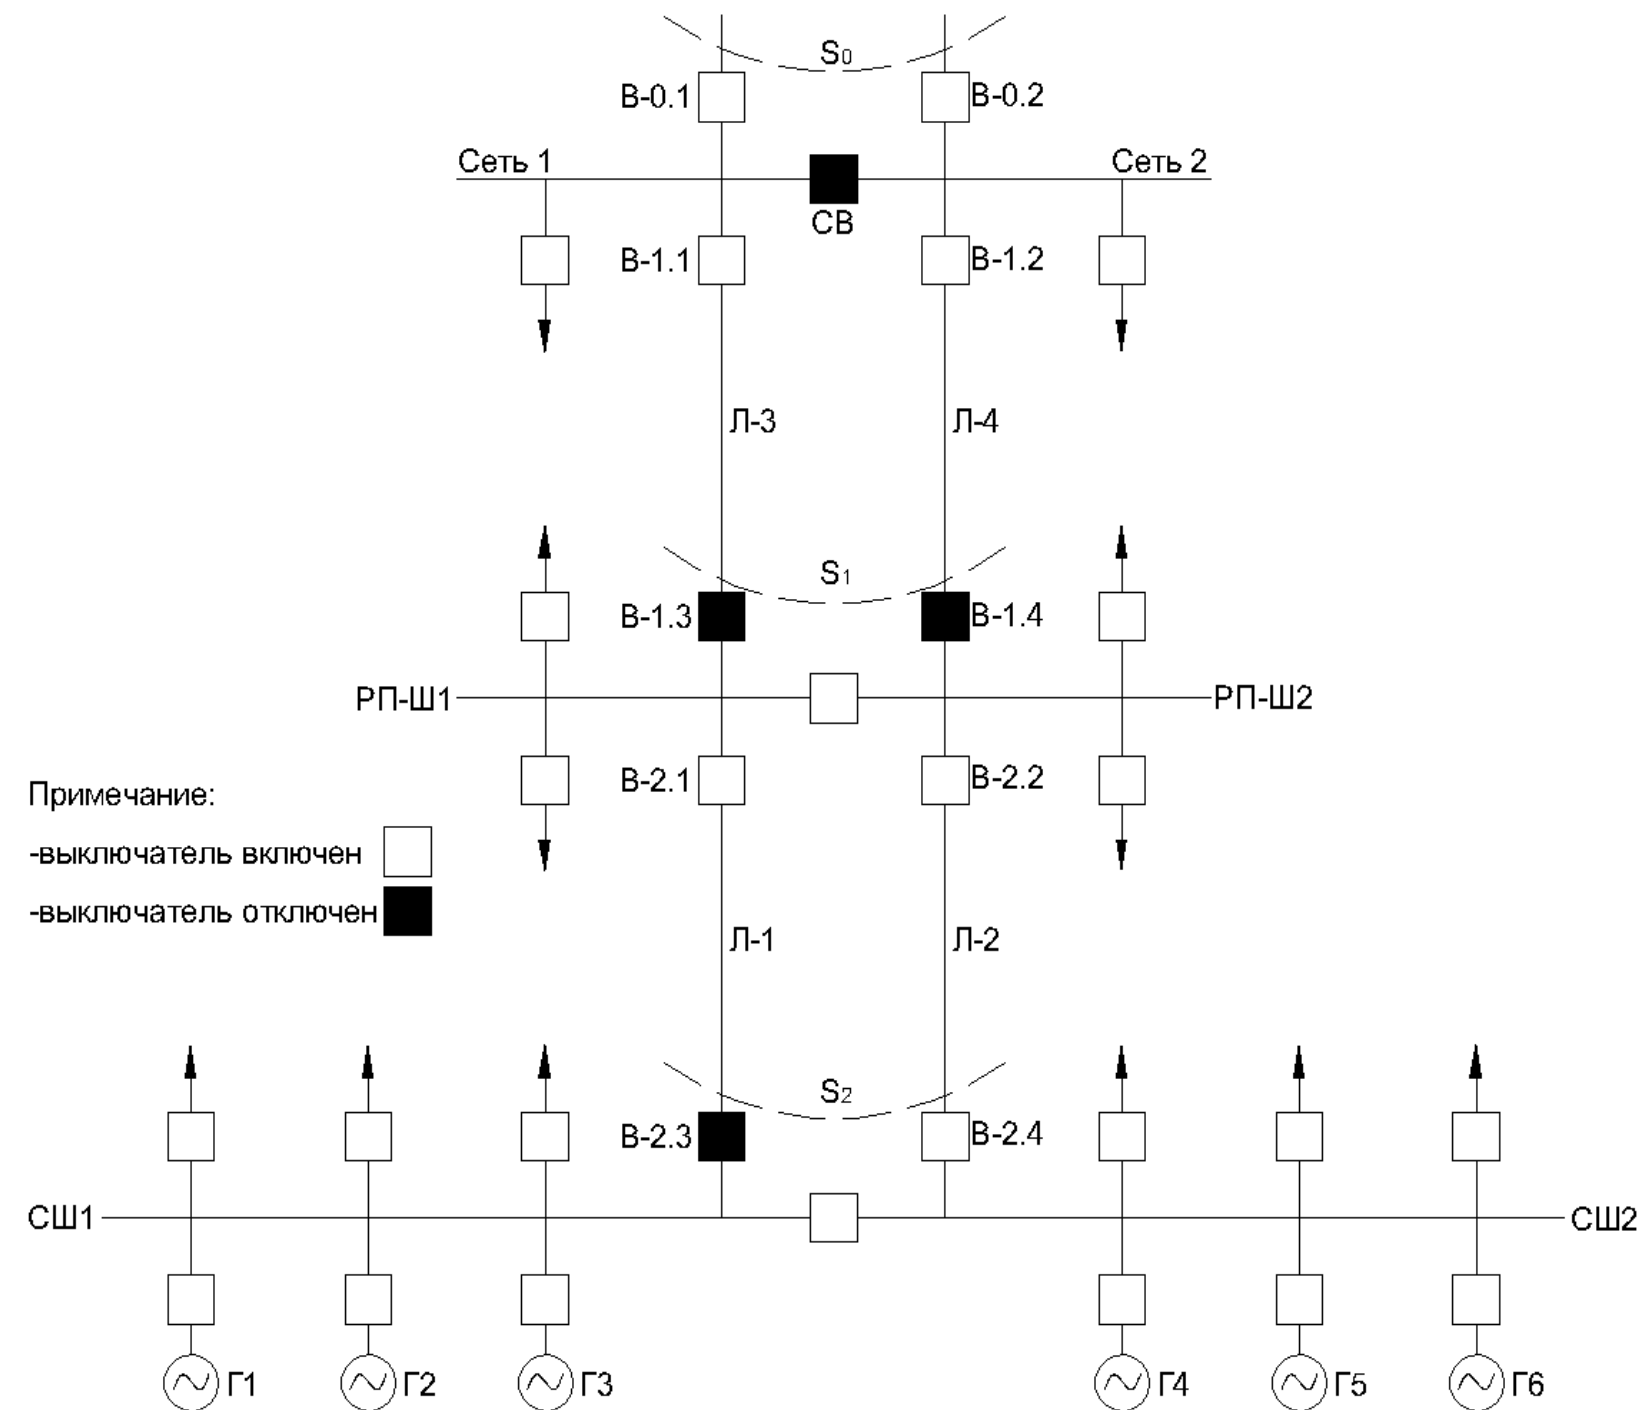 S0
В-0.1
В-0.2
Сеть 1
Сеть 2
СВ
В-1.1
В-1.2
Л-3
Л-4
S1
В-1.3
В-1.4
РП-Ш1
РП-Ш2
В-2.1
В-2.2
Примечание:
-выключатель включен
-выключатель отключен
Л-1
Л-2
S2
В-2.3
В-2.4
СШ1
СШ2
Г1
Г2
Г3
Г4
Г5
Г6